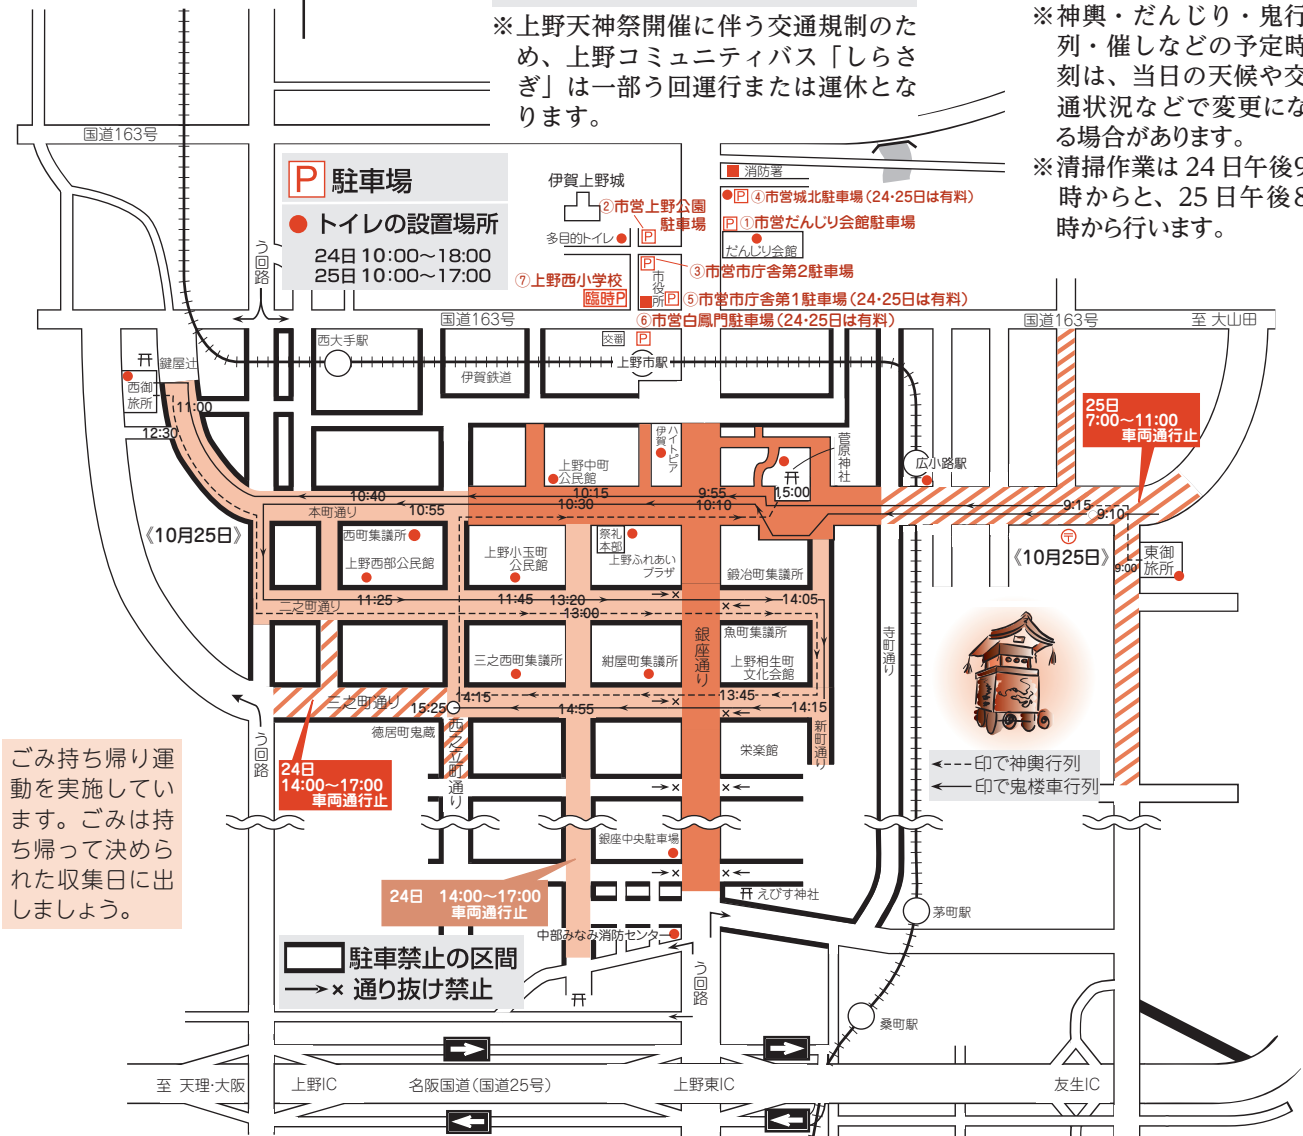 ※上野天神祭開催に伴う交通規制のた
め、上野コミュニティバス「しらさ
ぎ」は一部う回運行または運休とな
ります。
※神輿・だんじり・鬼行
列・催しなどの予定時
刻は、当日の天候や交
通状況などで変更にな
る場合があります。
※清掃作業は24日午後9
時からと、25日午後8
時から行います。
国道163号
P 駐車場
トイレの設置場所
24日 10:00〜18:00
25日 10:00〜17:00
う回路
伊賀上野城
②市営上野公園
駐車場
P
多目的トイレ
消防署
P ④市営城北駐車場(24・25日は有料)
P ①市営だんじり会館駐車場
だんじり会館
P
③市営市庁舎第2駐車場
市役所
⑦上野西小学校
臨時P
P ⑤市営市庁舎第1駐車場(24・25日は有料)
国道163号
⑥市営白鳳門駐車場(24・25日は有料)
国道163号
至 大山田
西大手駅
交番
P
上野市駅
伊賀鉄道
鍵屋辻
西御
旅所
11:00
12:30
25日
7:00〜11:00
車両通行止
ハイトピア
伊賀
菅原神社
広小路駅
上野中町
公民館
15:00
10:40
10:15
9:55
9:15
本町通り
10:55
10:30
10:10
9:10
《10月25日》
西町集議所
上野西部公民館
上野小玉町
公民館
祭礼
本部
上野ふれあい
プラザ
鍛冶町集議所
〒
《10月25日》
9:00
東御
旅所
二之町通り
11:25
11:45
13:20
13:00
14:05
銀座通り
魚町集議所
寺町通り
三之西町集議所
紺屋町集議所
上野相生町
文化会館
三之町通り
14:15
13:45
15:25
14:55
14:15
徳居町鬼蔵
西之立町通り
新町通り
栄楽館
う回路
24日
14:00〜17:00
車両通行止
印で神輿行列
印で鬼楼車行列
ごみ持ち帰り運
動を実施してい
ます。ごみは持
ち帰って決めら
れた収集日に出
しましょう。
銀座中央駐車場
24日 14:00〜17:00
車両通行止
えびす神社
茅町駅
中部みなみ消防センター
駐車禁止の区間
通り抜け禁止
う回路
桑町駅
至 天理・大阪
上野IC
名阪国道(国道25号)
上野東IC
友生IC